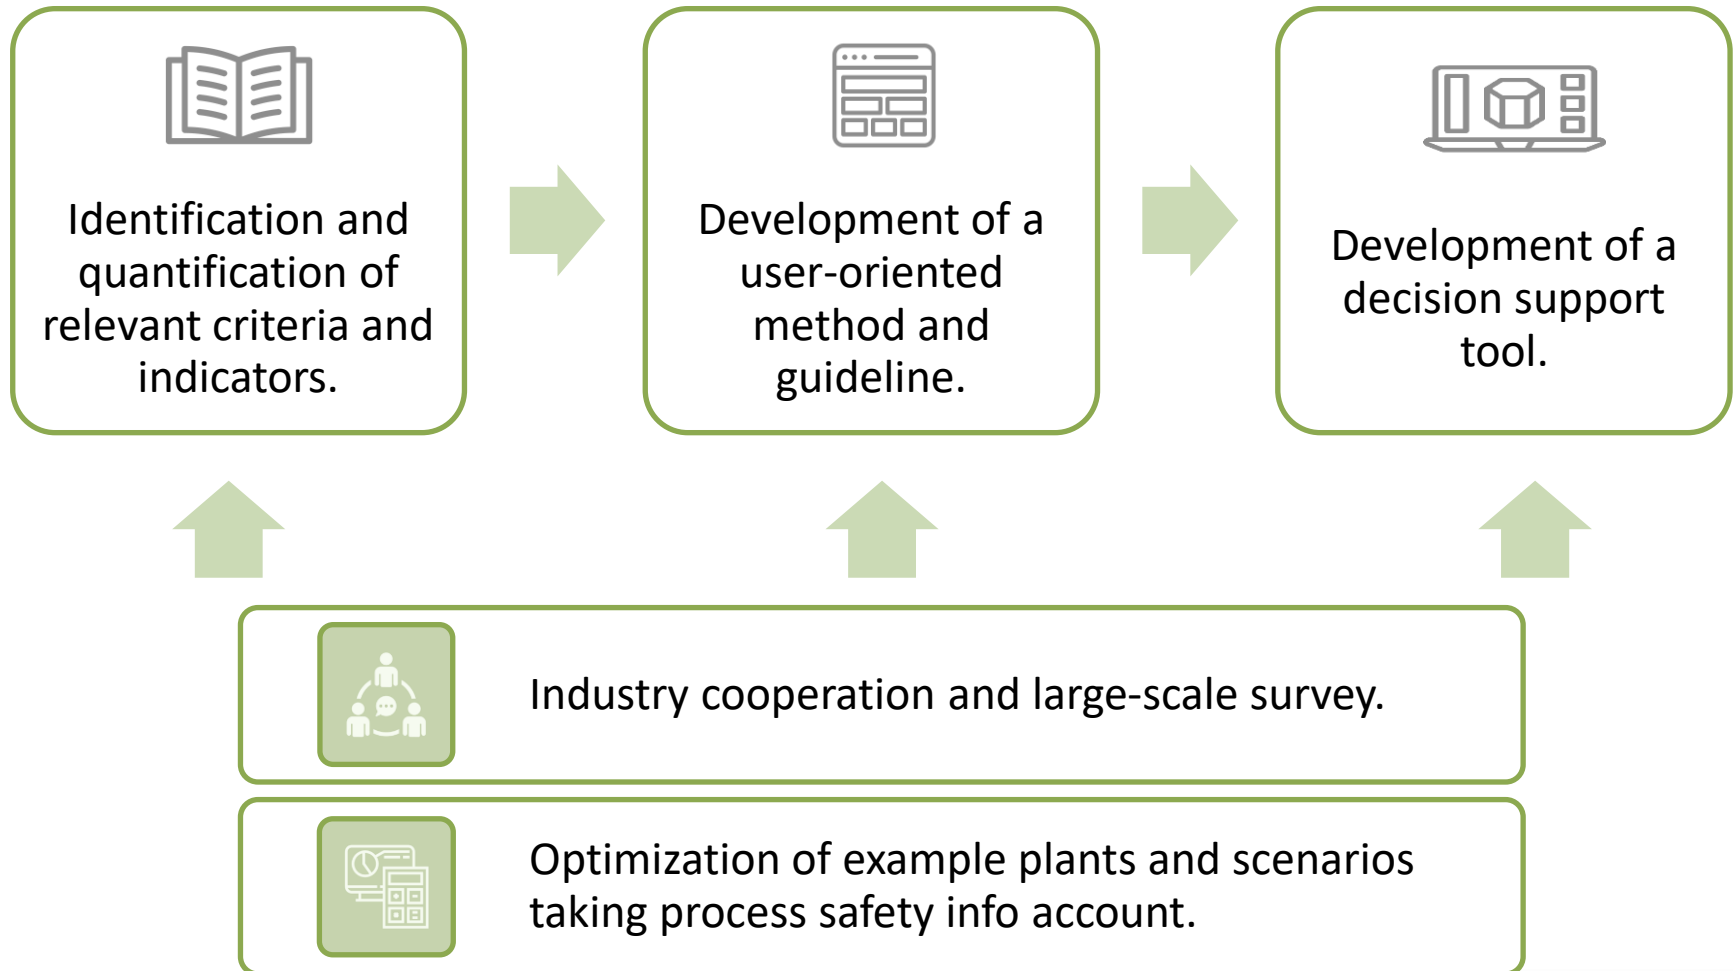 Identification and
quantification of
relevant criteria and
indicators.
Development of a
user-oriented
method and
guideline.
Development of a
decision support
tool.
Industry cooperation and large-scale survey.
Optimization of example plants and scenarios
taking process safety info account.